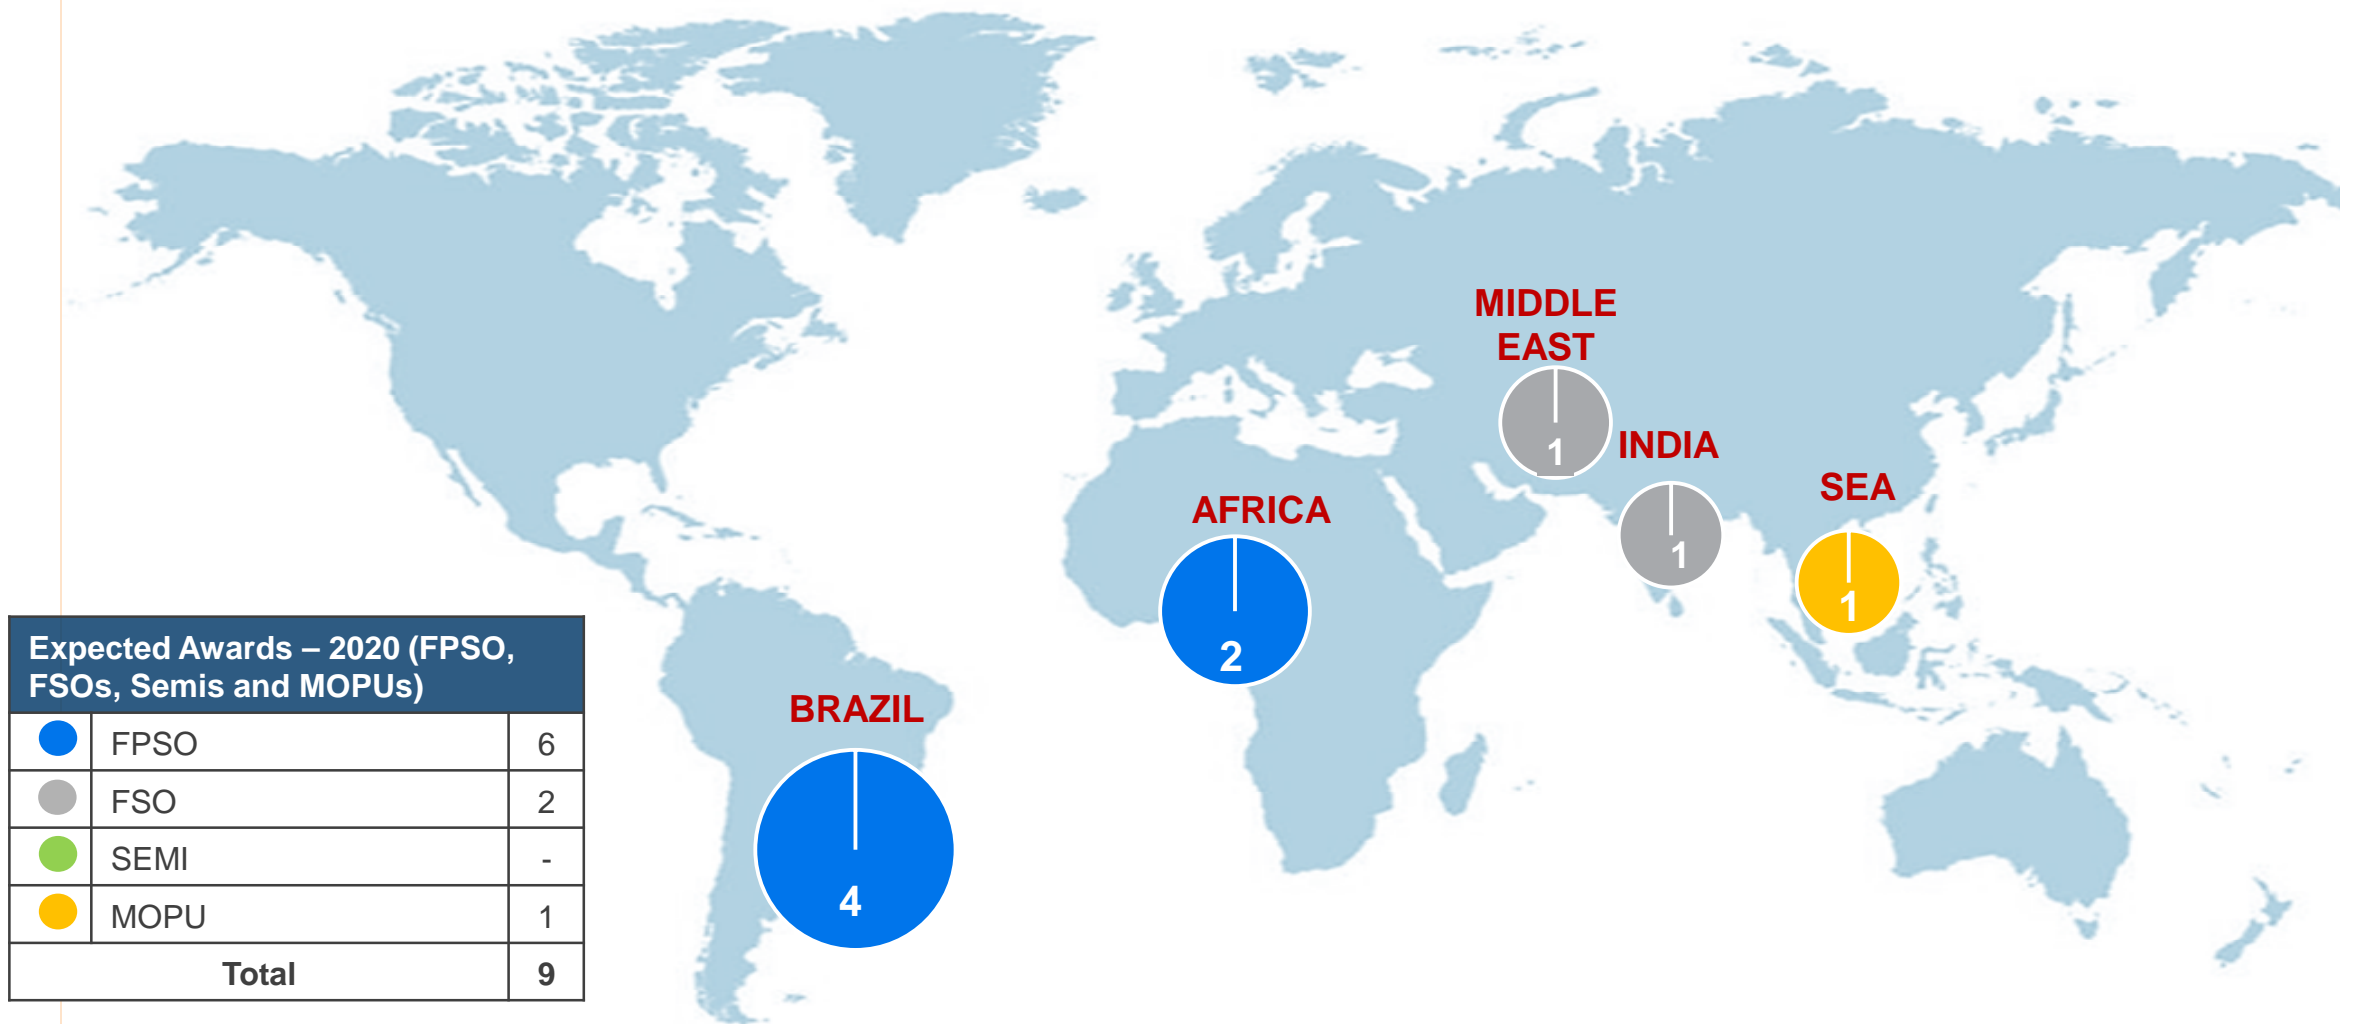 MIDDLE
EAST
1
INDIA
1
SEA
1
AFRICA
2
BRAZIL
4
Expected Awards – 2020 (FPSO,
FSOs, Semis and MOPUs)
FPSO 6
FSO 2
SEMI -
MOPU 1
Total 9